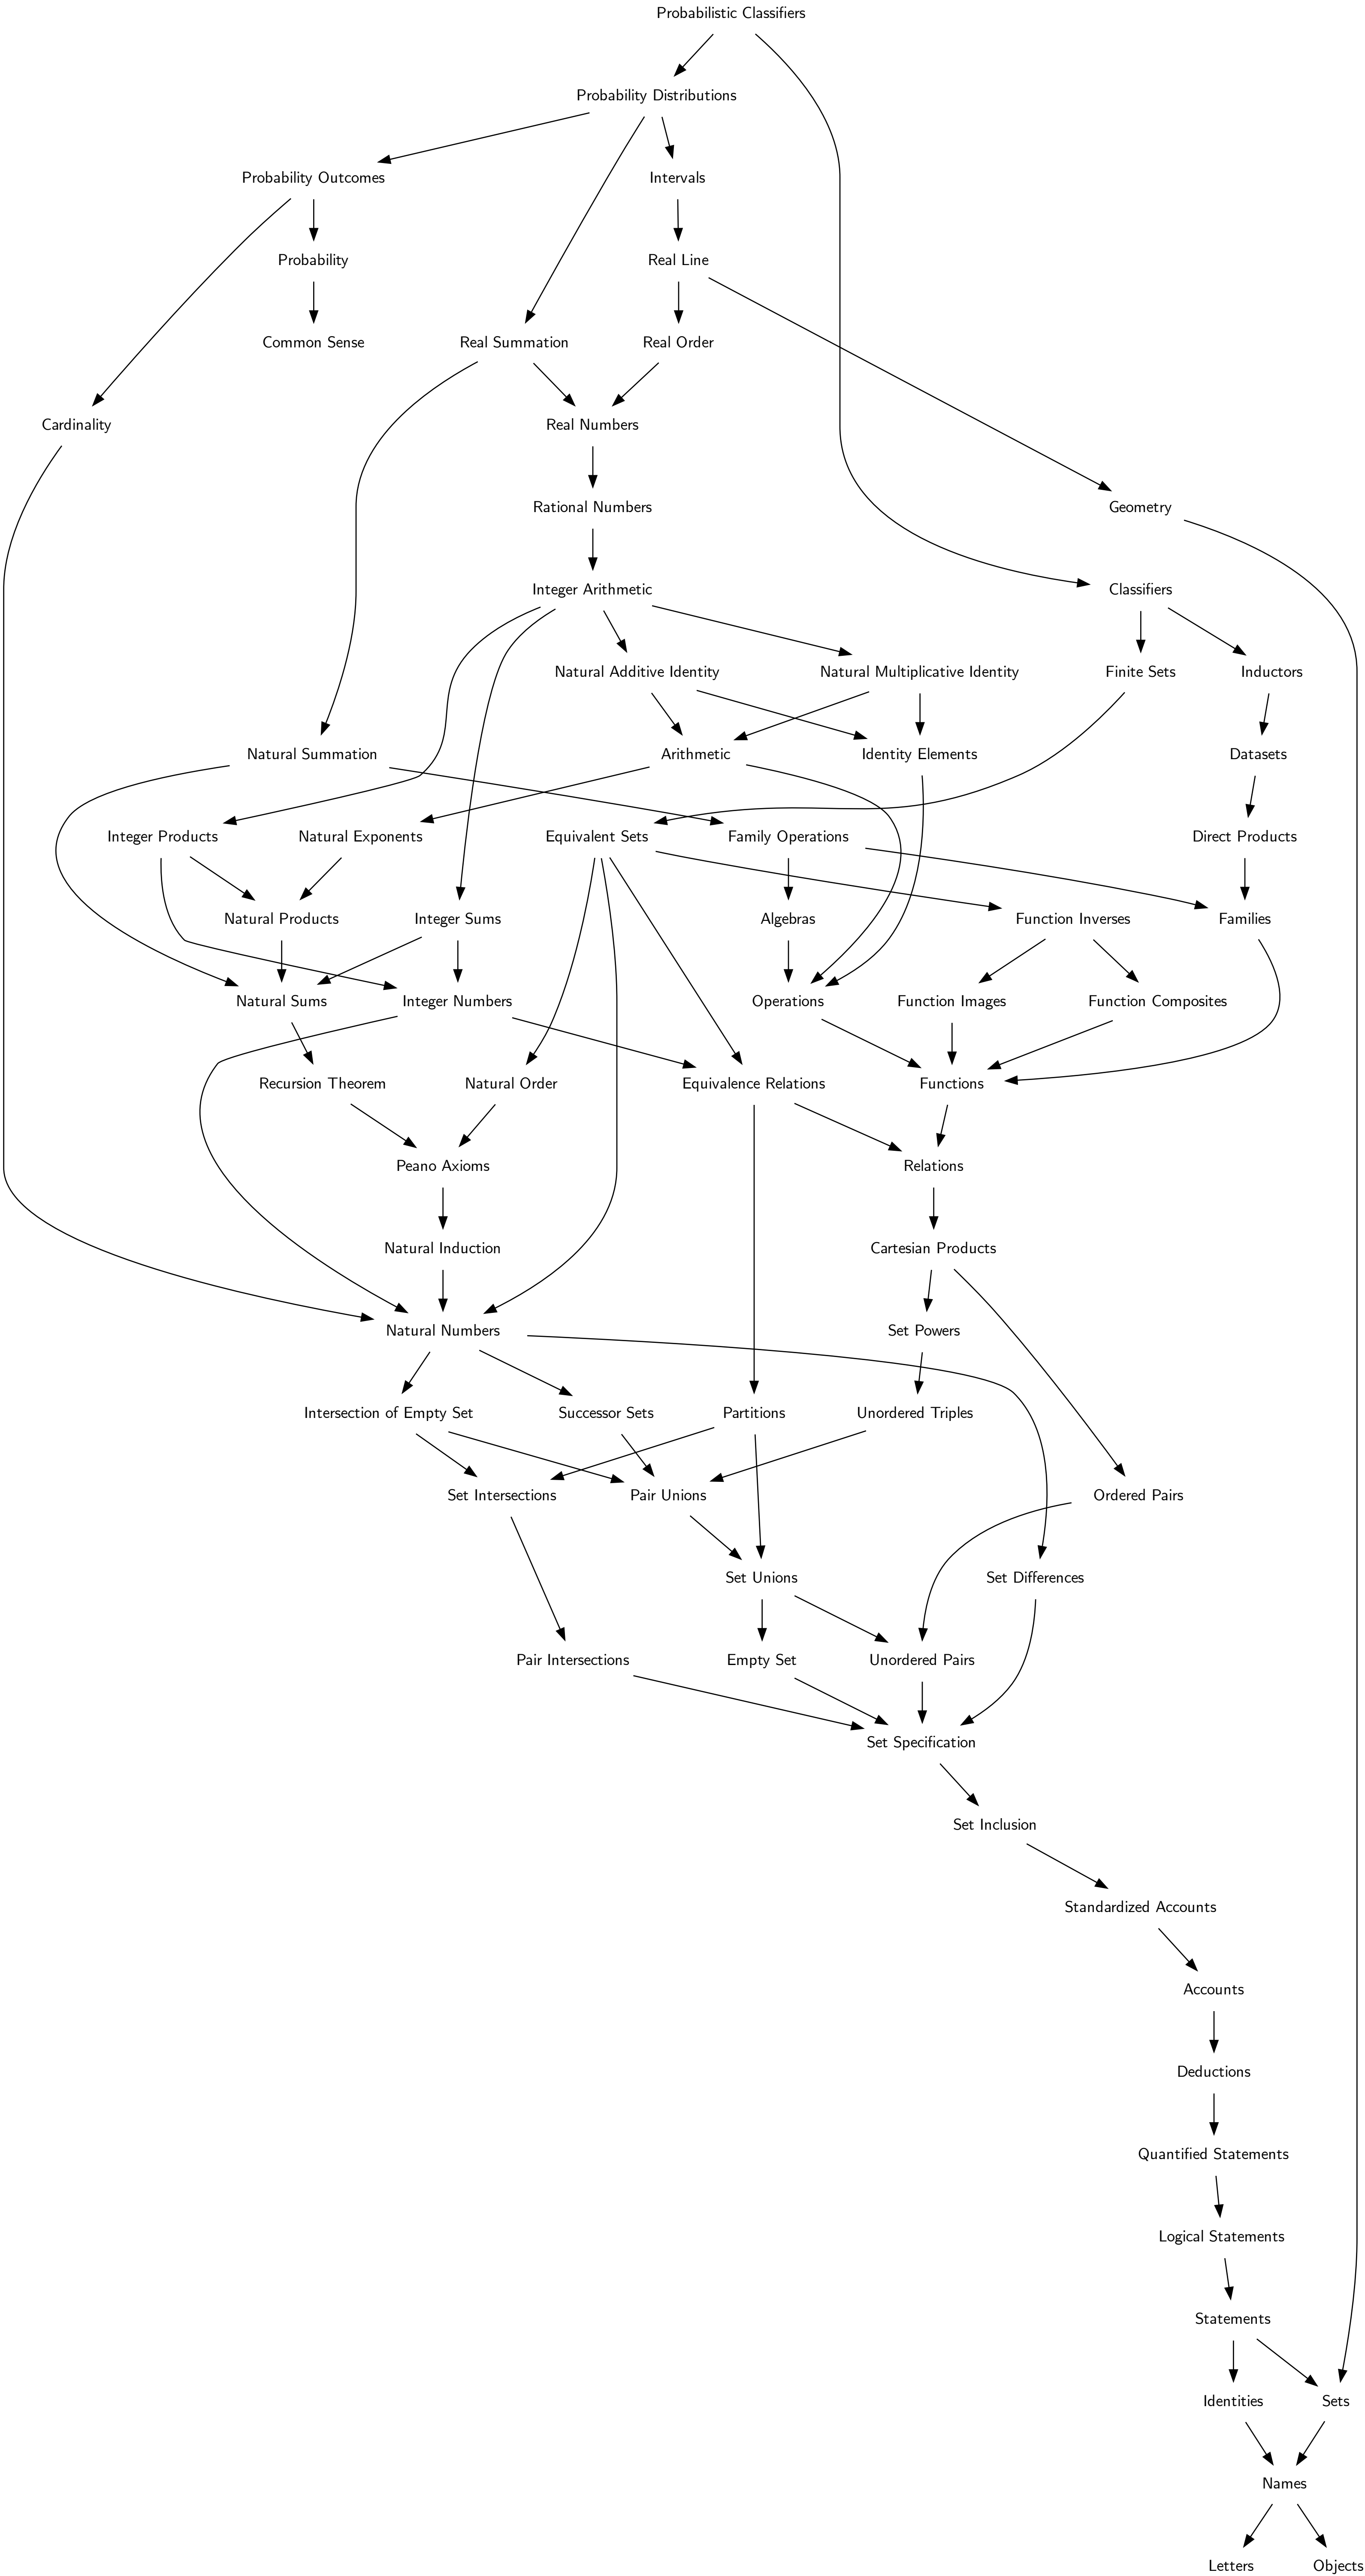 Probabilistic Classifiers
Probability Distributions
Probability Outcomes
Intervals
Probability
Real Line
Common Sense
Real Summation
Real Order
Cardinality
Real Numbers
Rational Numbers
Geometry
Integer Arithmetic
Classifiers
Natural Additive Identity
Natural Multiplicative Identity
Finite Sets
Inductors
Natural Summation
Arithmetic
Identity Elements
Datasets
Integer Products
Natural Exponents
Equivalent Sets
Family Operations
Direct Products
Natural Products
Integer Sums
Algebras
Function Inverses
Families
Natural Sums
Integer Numbers
Operations
Function Images
Function Composites
Recursion Theorem
Natural Order
Equivalence Relations
Functions
Peano Axioms
Relations
Natural Induction
Cartesian Products
Natural Numbers
Set Powers
Intersection of Empty Set
Successor Sets
Partitions
Unordered Triples
Set Intersections
Pair Unions
Ordered Pairs
Set Unions
Set Differences
Pair Intersections
Empty Set
Unordered Pairs
Set Specification
Set Inclusion
Standardized Accounts
Accounts
Deductions
Quantified Statements
Logical Statements
Statements
Identities
Sets
Names
Letters
Objects